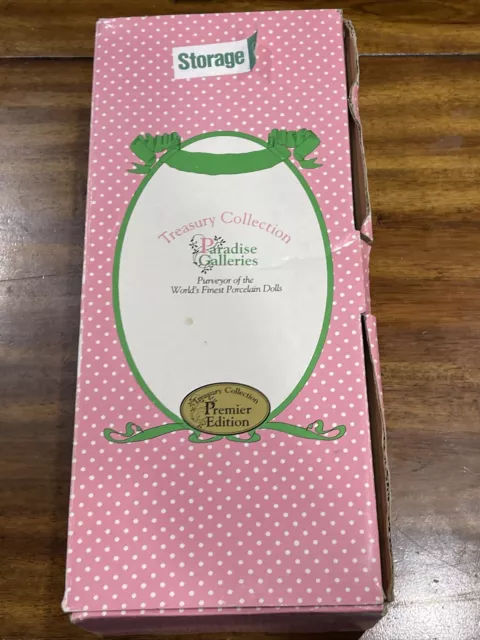 Storage
Treasury Collection
Paradise
Galleries
Purveyor of the
World's Finest Porcelain Dolls
Treasury Collection
Premier
Edition